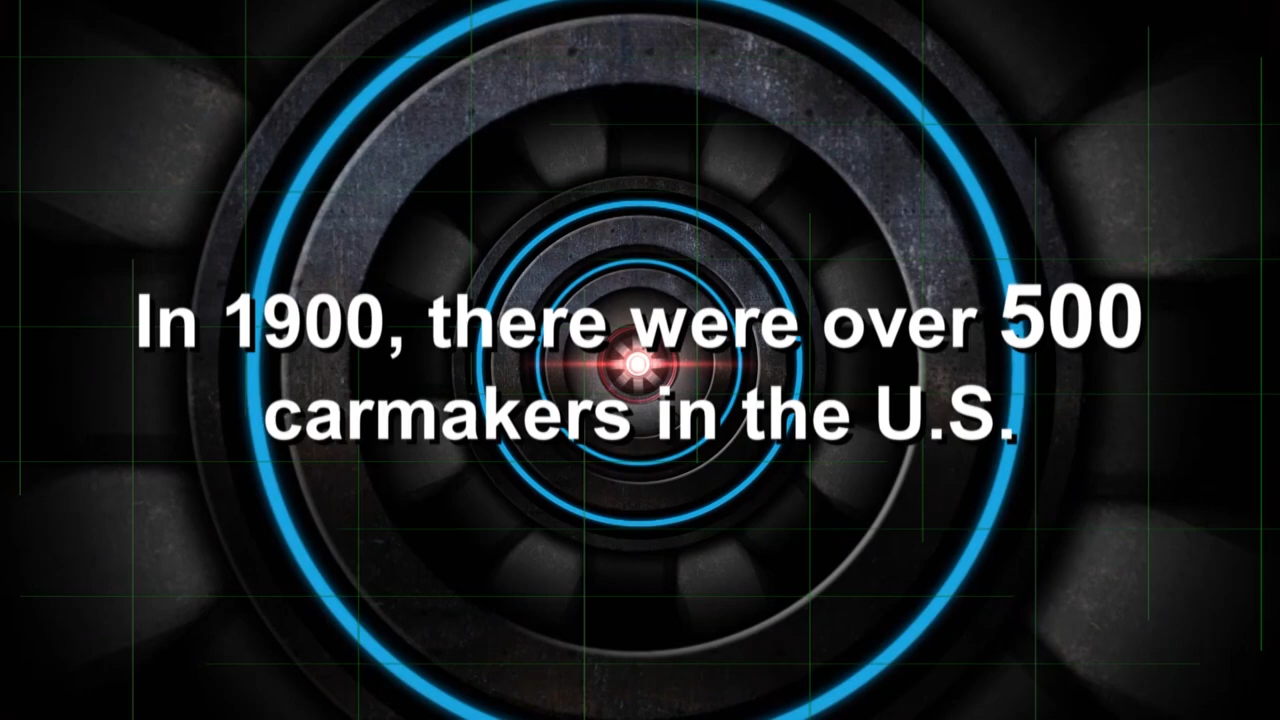 In 1900, there were over 500
carmakers in the U.S.